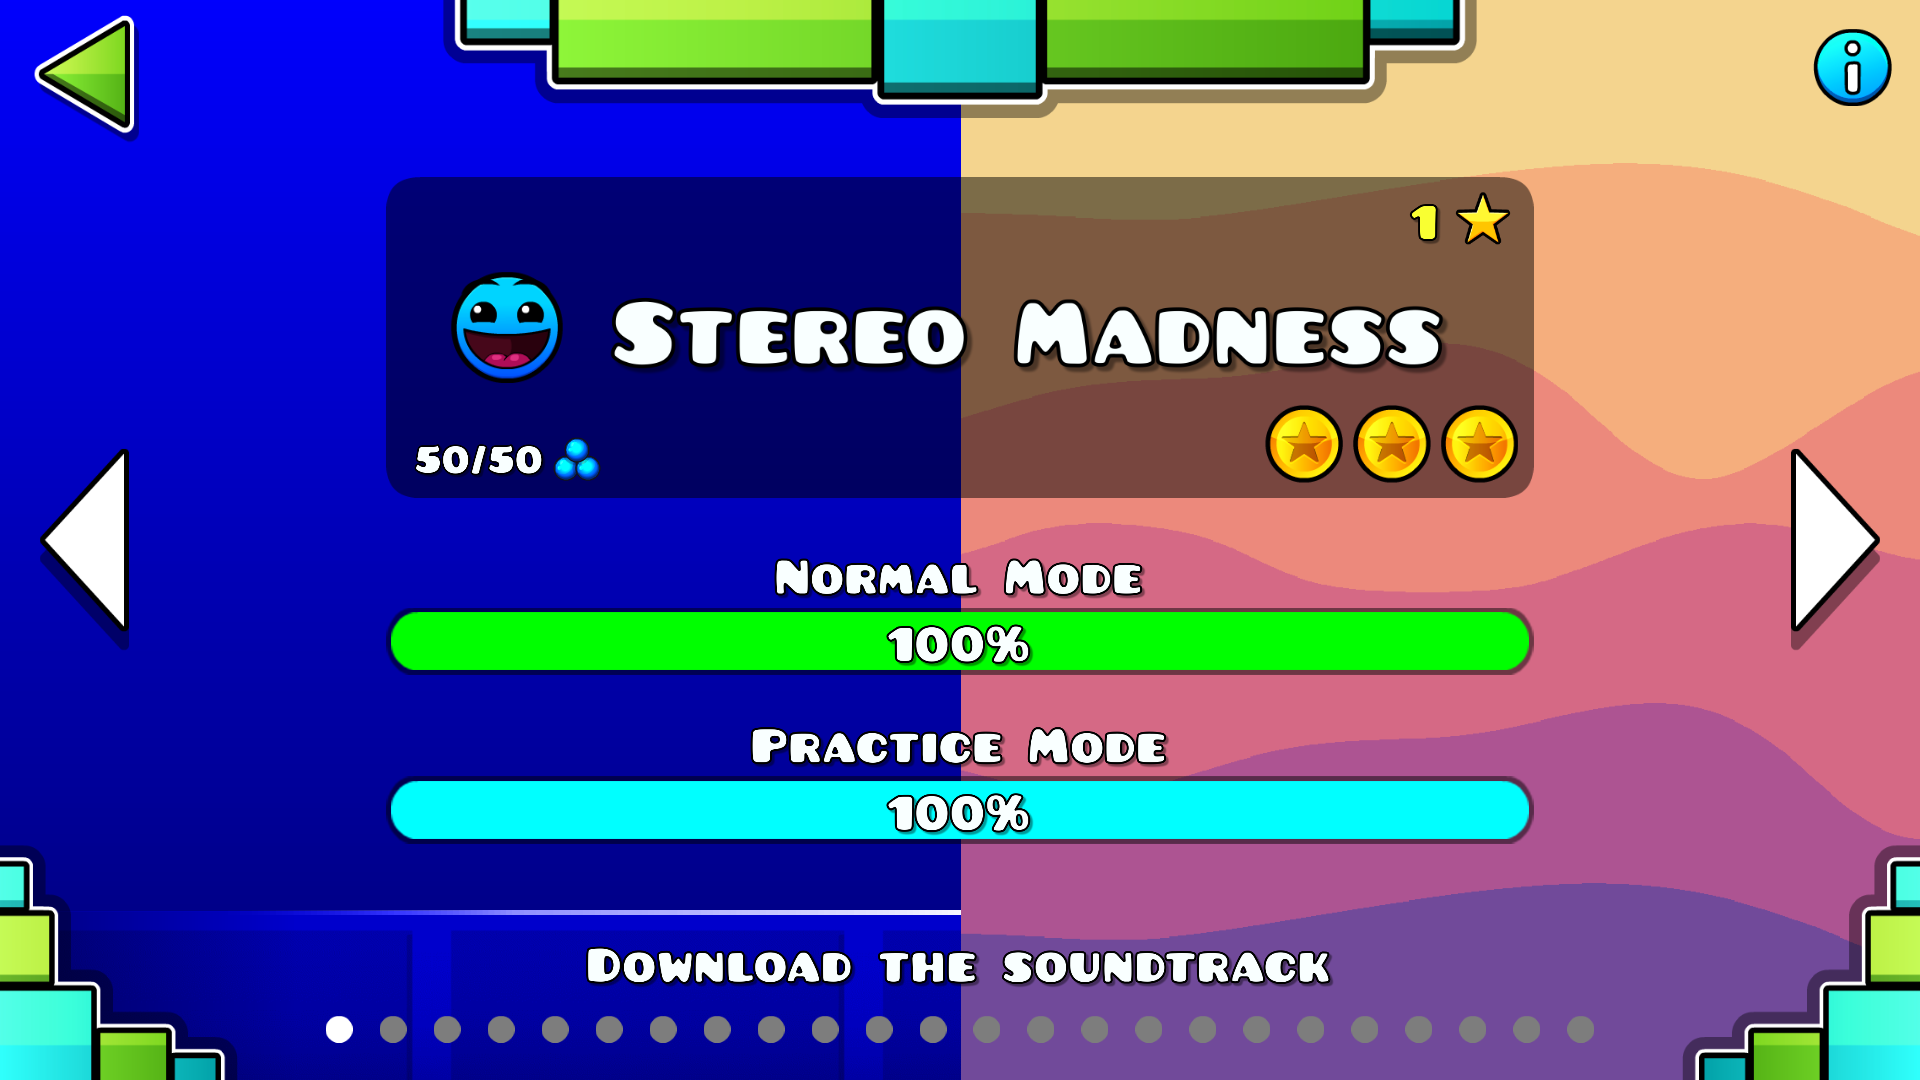 1
Stereo Madness
50/50
Normal Mode
100%
Practice Mode
100%
Download the soundtrack